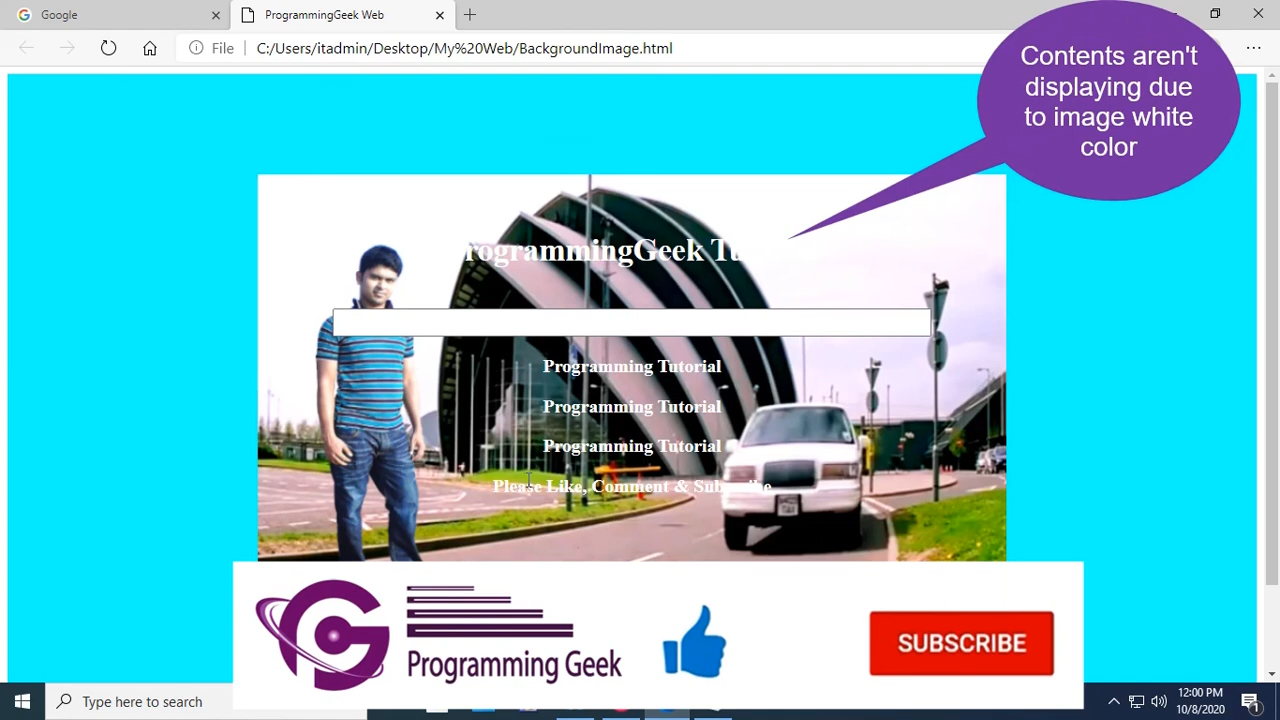 Google
ProgrammingGeek Web
File
C:/Users/itadmin/Desktop/My%20Web/BackgroundImage.html
Contents aren't
displaying due
to image white
color
rogrammingGeek Tu
Programming Tutorial
Programming Tutorial
Programming Tutorial
Please Like, Comment & Subscribe
Programming Geek
SUBSCRIBE
Type here to search
12:00 PM
10/8/2020
1